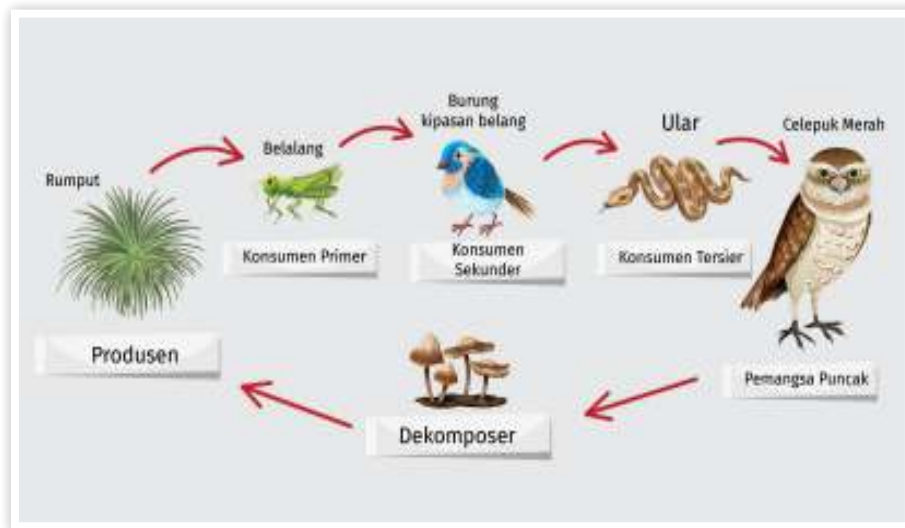 Rumput
Produsen
Belalang
Konsumen Primer
Burung
kipasan belang
Konsumen
Sekunder
Ular
Konsumen Tersier
Celepuk Merah
Pemangsa Puncak
Dekomposer